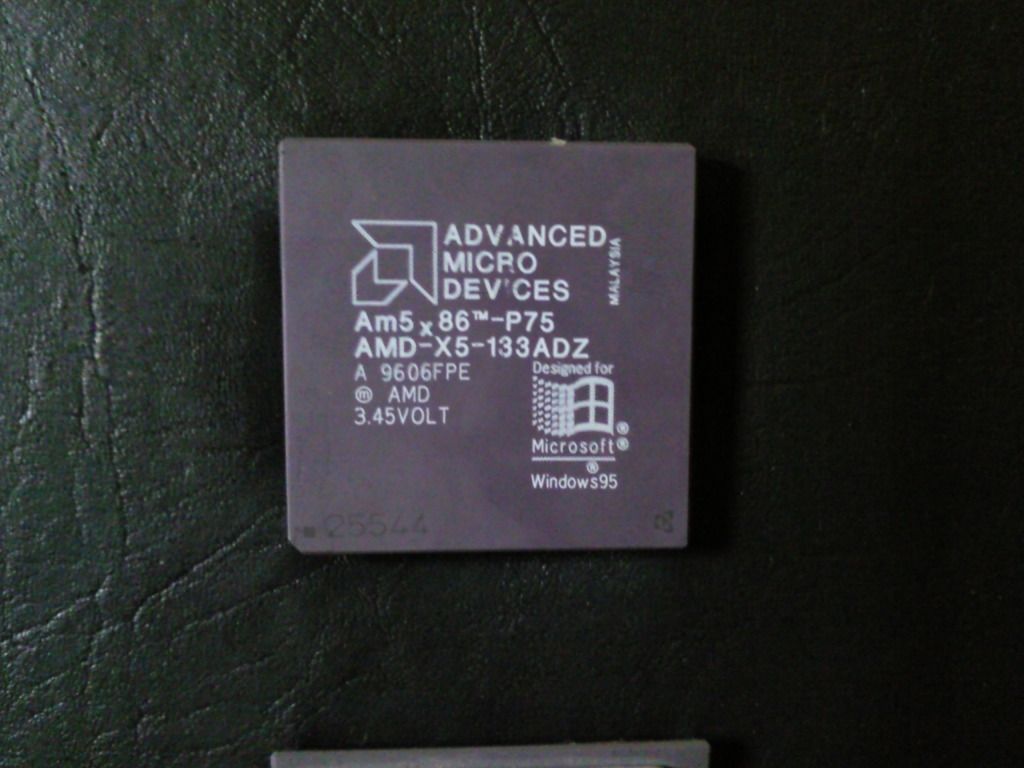 ADVANCED
MICRO
DEVICES
MALAYSIA
Am5x86™-P75
AMD-X5-133ADZ
A 9606FPE
ⓜ AMD
3.45VOLT
Designed for
®
Microsoft®
®
Windows95
25544